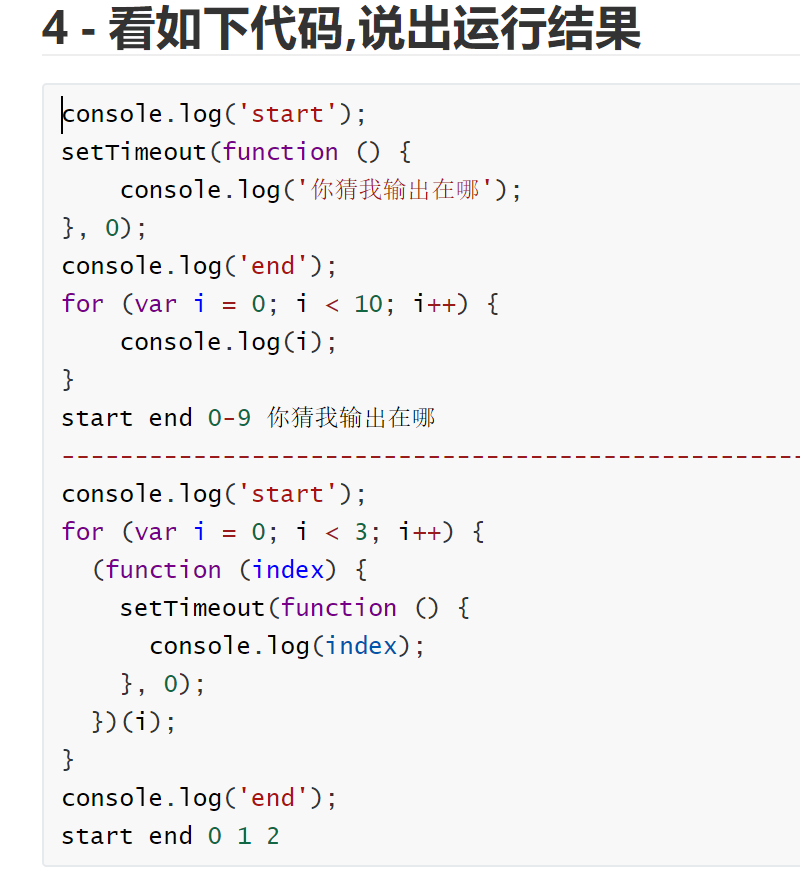 4 - 看如下代码,说出运行结果
console.log('start');
setTimeout(function () {
    console.log('你猜我输出在哪');
}, 0);
console.log('end');
for (var i = 0; i < 10; i++) {
    console.log(i);
}
start end 0-9 你猜我输出在哪
--------------------------------------------------
console.log('start');
for (var i = 0; i < 3; i++) {
  (function (index) {
    setTimeout(function () {
      console.log(index);
    }, 0);
  })(i);
}
console.log('end');
start end 0 1 2